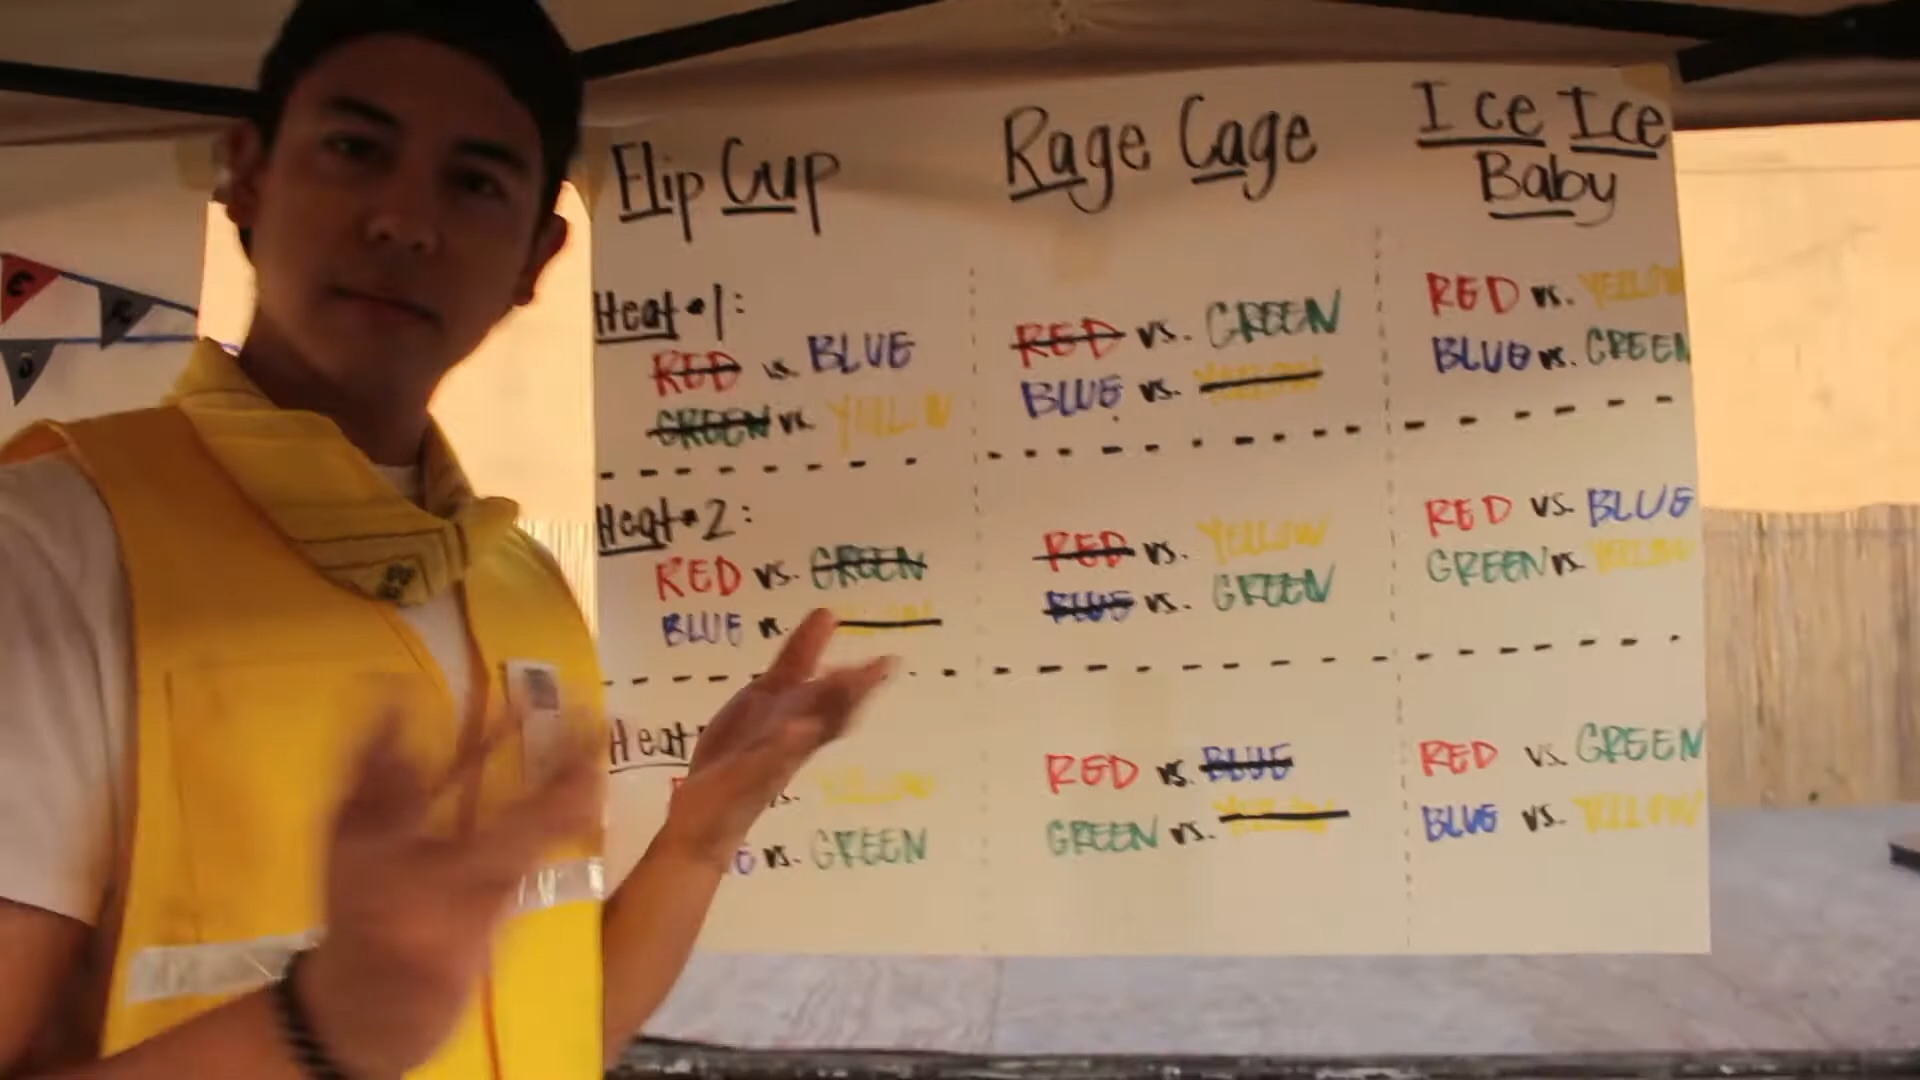 Flip Cup
Rage Cage
Ice Ice
Baby
Heat #1:
RED vs. BLUE
GREEN vs. YELLOW
RED vs. GREEN
BLUE vs. YELLOW
RED vs. YELLOW
BLUE vs. GREEN
Heat #2:
RED vs. GREEN
BLUE vs.
RED vs. YELLOW
BLUE vs. GREEN
RED vs. BLUE
GREEN vs. YELLOW
Heat
vs. YELLOW
vs. GREEN
RED vs. BLUE
GREEN vs. YELLOW
RED vs. GREEN
BLUE vs. YELLOW